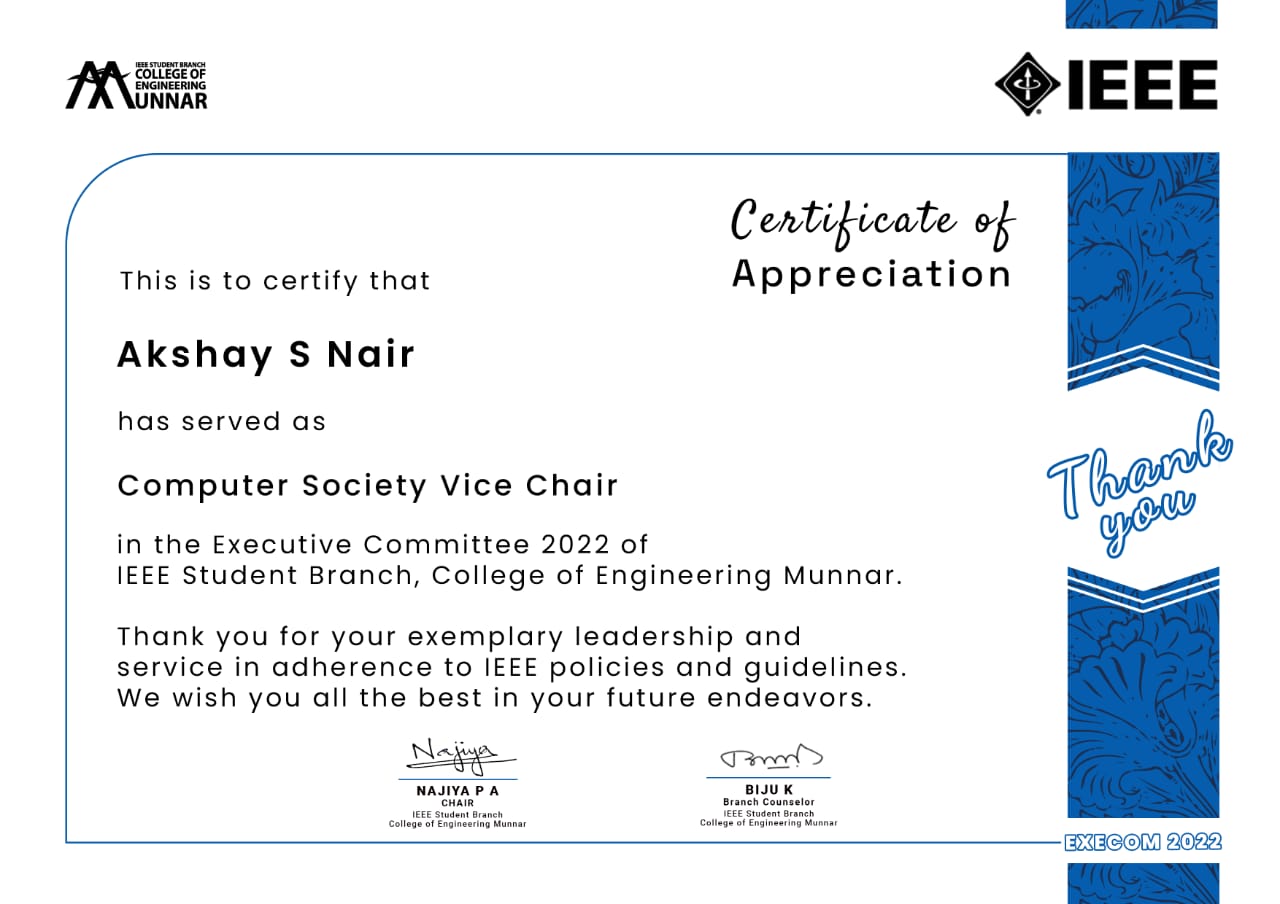 IEEE STUDENT BRANCH
COLLEGE OF
ENGINEERING
MUNNAR
IEEE
Certificate of
Appreciation
This is to certify that
Akshay S Nair
has served as
Computer Society Vice Chair
in the Executive Committee 2022 of
IEEE Student Branch, College of Engineering Munnar.
Thank you for your exemplary leadership and
service in adherence to IEEE policies and guidelines.
We wish you all the best in your future endeavors.
Thank
you
Najiya
NAJIYA P A
CHAIR
IEEE Student Branch
College of Engineering Munnar
BIJU K
Branch Counselor
IEEE Student Branch
College of Engineering Munnar
EXECOM 2022